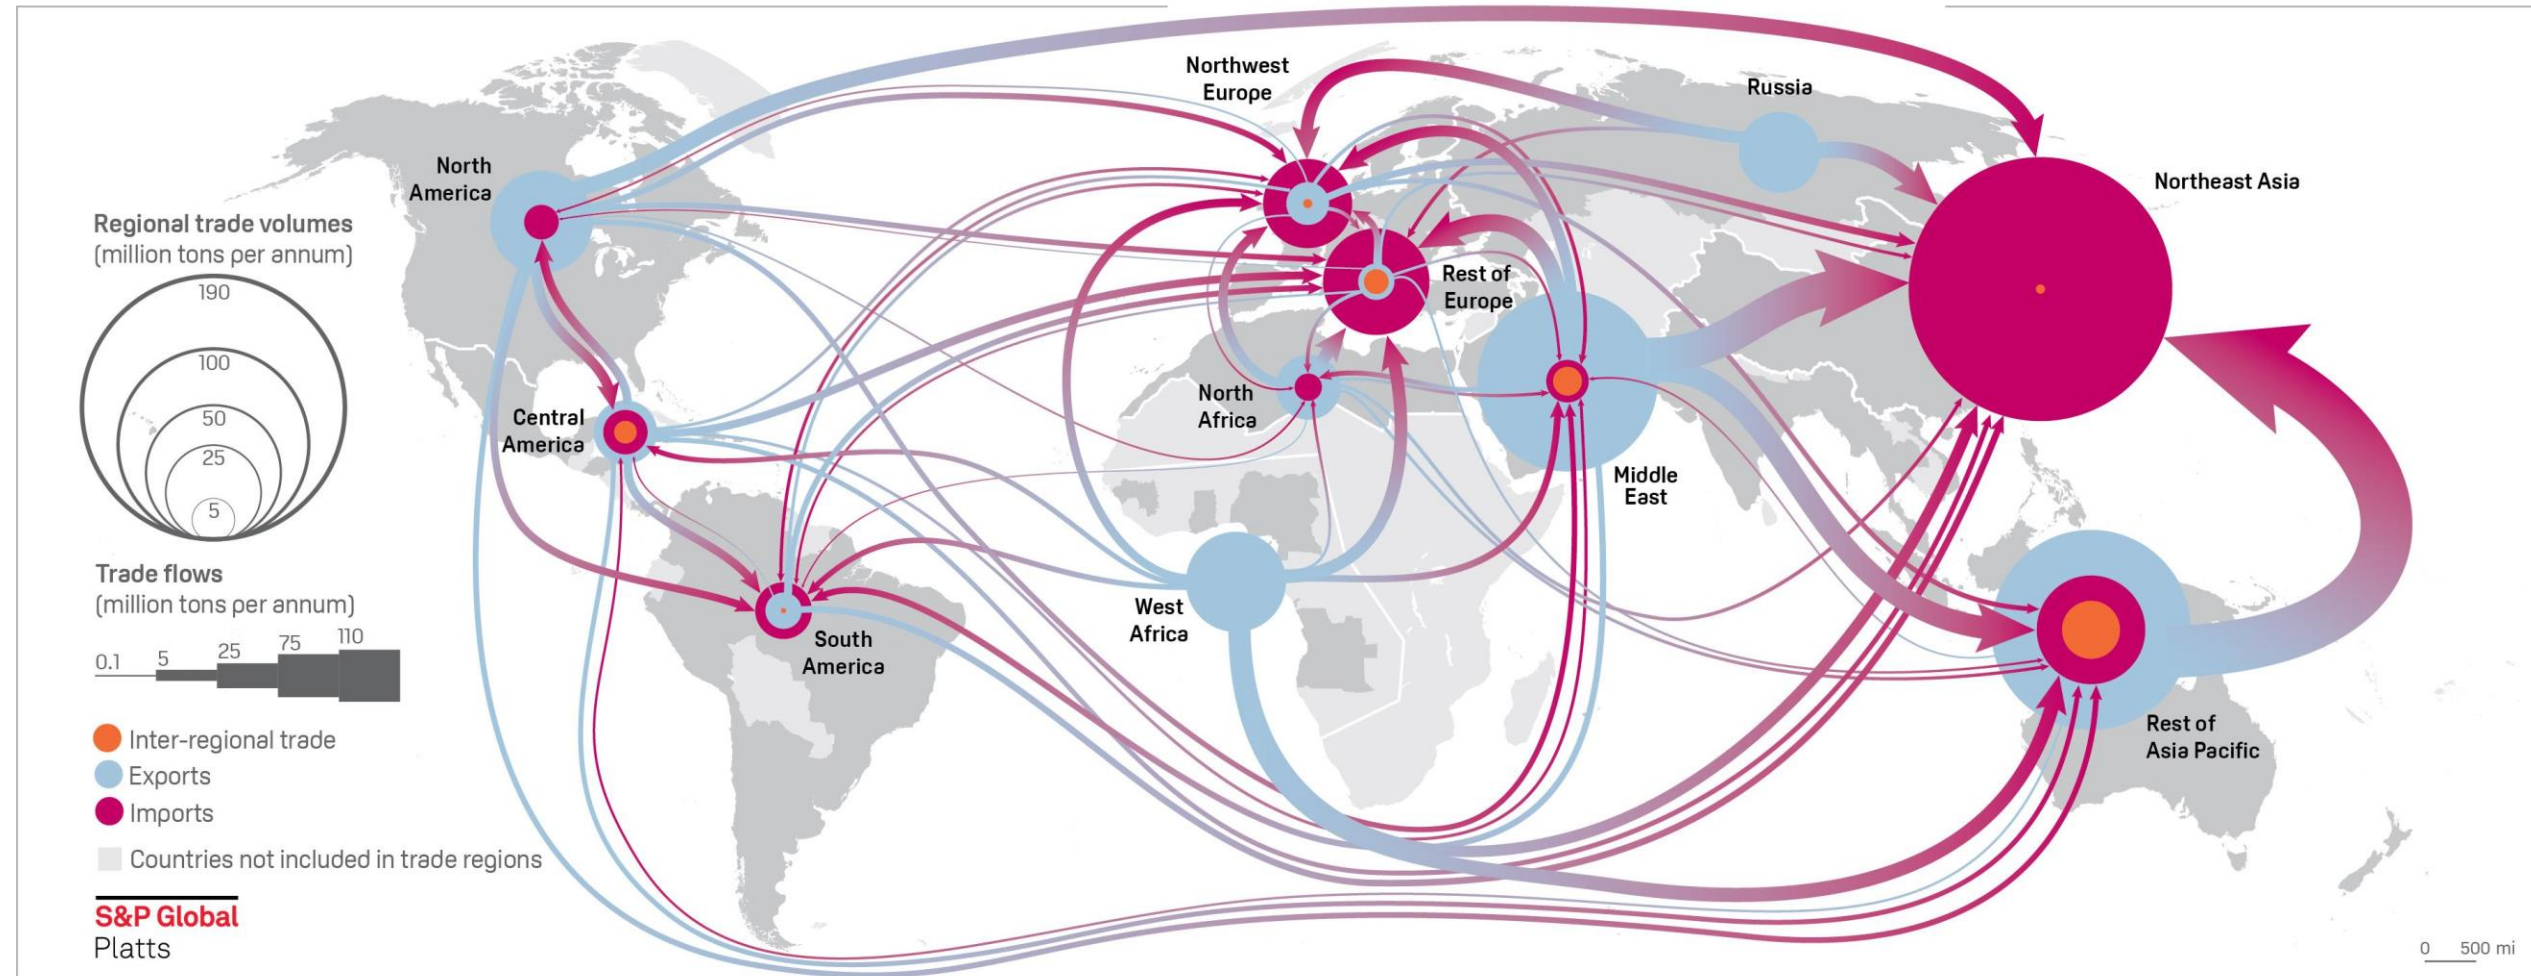 Northwest
Europe
Russia
North
America
Northeast Asia
Regional trade volumes
(million tons per annum)
190
100
50
25
5
Rest of
Europe
North
Africa
Central
America
Middle
East
Trade flows
(million tons per annum)
0.1
5
25
75
110
West
Africa
South
America
Rest of
Asia Pacific
Inter-regional trade
Exports
Imports
Countries not included in trade regions
S&P Global
Platts
0 500 mi